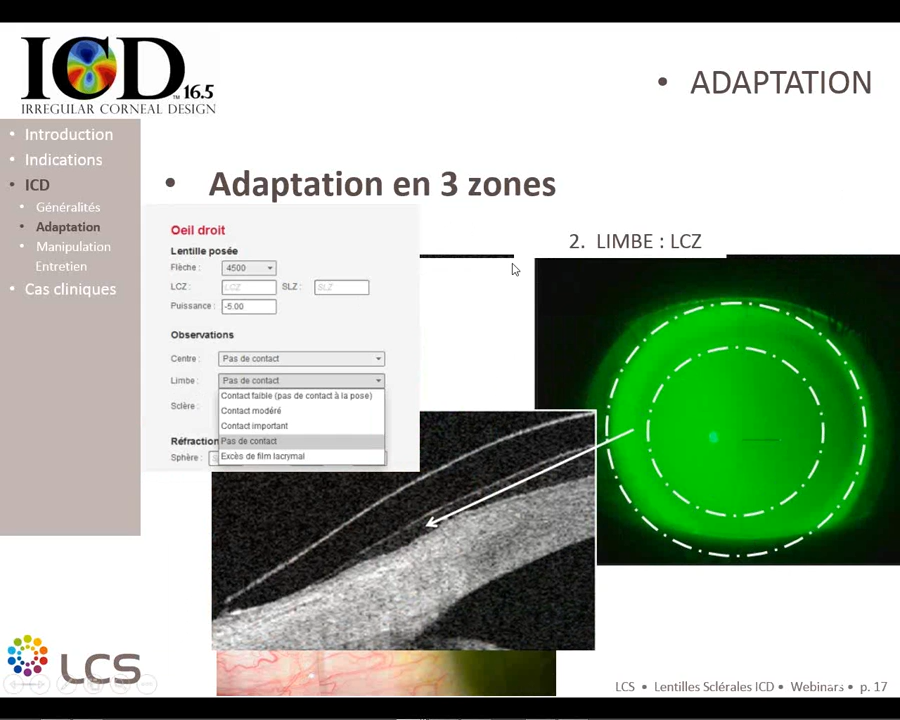 ICD
™ 16.5
IRREGULAR CORNEAL DESIGN
• ADAPTATION
• Introduction
• Indications
• ICD
• Généralités
• Adaptation
• Manipulation
Entretien
• Cas cliniques
• Adaptation en 3 zones
2. LIMBE : LCZ
Oeil droit
Lentille posée
Flèche : 4500
LCZ : LCZ SLZ : SLZ
Puissance : -5.00
Observations
Centre : Pas de contact
Limbe : Pas de contact
Contact faible (pas de contact à la pose)
Contact modéré
Sclère :
Contact important
Pas de contact
Réfraction
Excès de film lacrymal
Sphère :
LCS
LCS • Lentilles Sclérales ICD • Webinars • p. 17